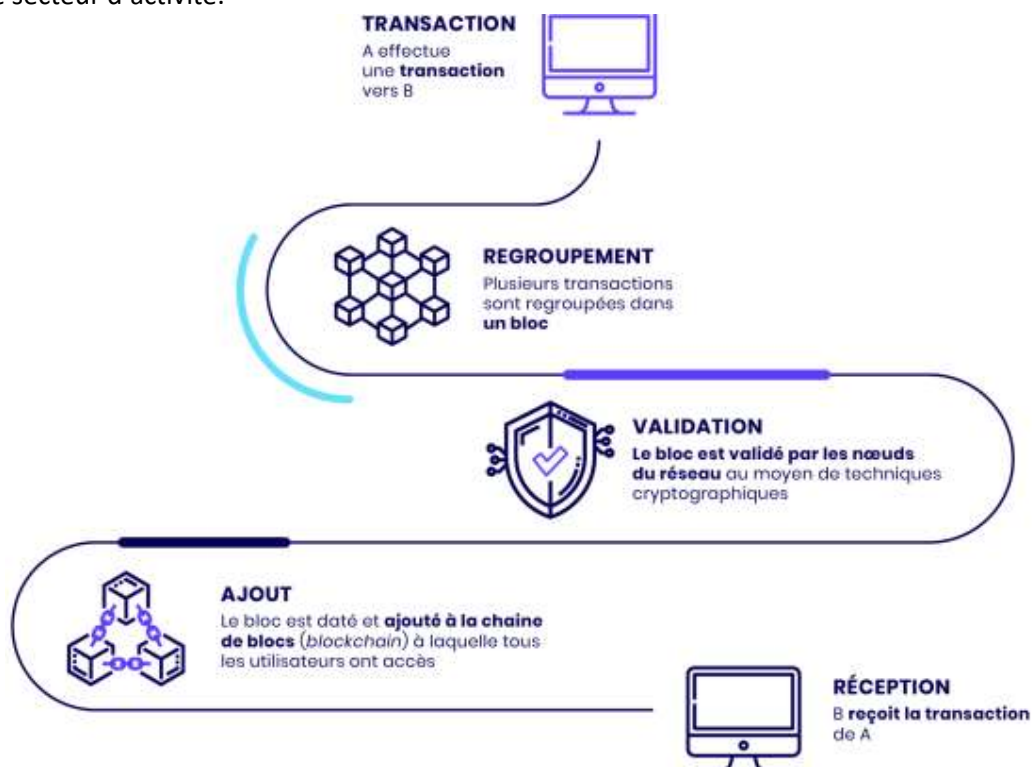 secteur d'activité.
TRANSACTION
A effectue
une transaction
vers B
REGROUPEMENT
Plusieurs transactions
sont regroupées dans
un bloc
VALIDATION
Le bloc est validé par les nœuds
du réseau au moyen de techniques
cryptographiques
AJOUT
Le bloc est daté et ajouté à la chaine
de blocs (blockchain) à laquelle tous
les utilisateurs ont accès
RÉCEPTION
B reçoit la transaction
de A